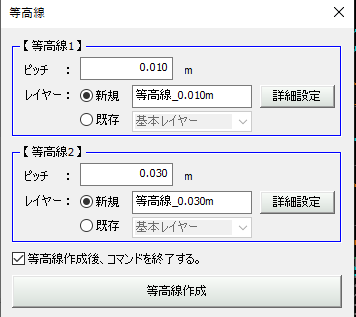 等高線
【 等高線1 】
ピッチ ： 0.010 m
レイヤー： 新規 等高線_0.010m 詳細設定
既存 基本レイヤー
【 等高線2 】
ピッチ ： 0.030 m
レイヤー： 新規 等高線_0.030m 詳細設定
既存 基本レイヤー
等高線作成後、コマンドを終了する。
等高線作成